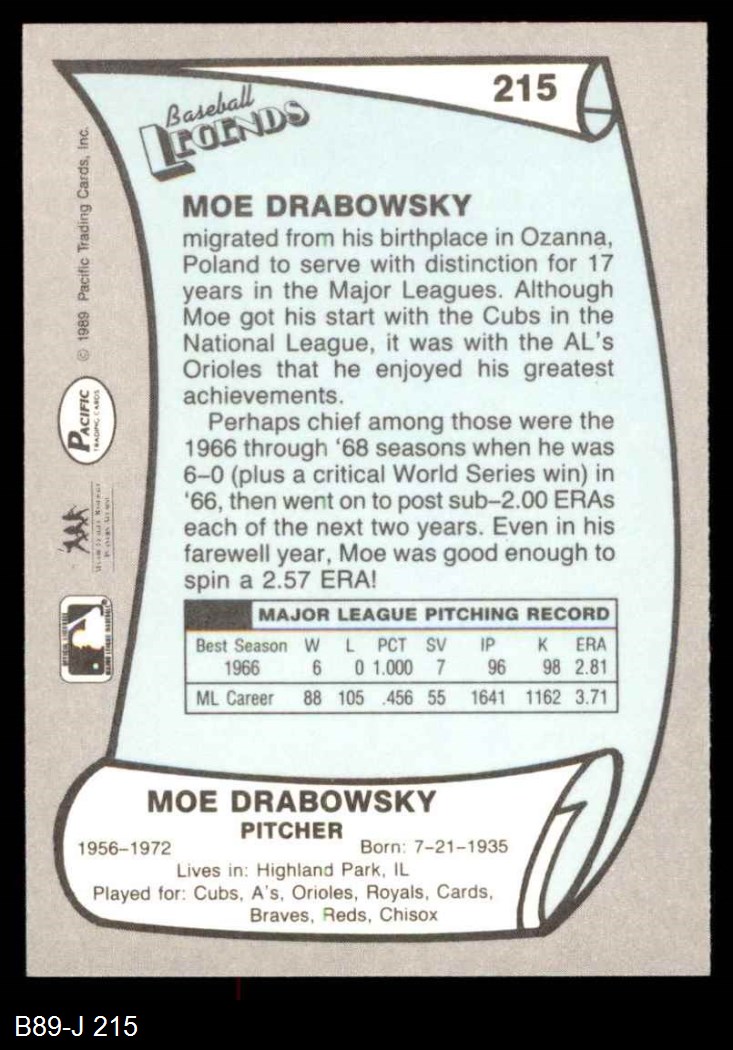 215
Baseball
LEGENDS
MOE DRABOWSKY
migrated from his birthplace in Ozanna,
Poland to serve with distinction for 17
years in the Major Leagues. Although
Moe got his start with the Cubs in the
National League, it was with the AL's
Orioles that he enjoyed his greatest
achievements.
Perhaps chief among those were the
1966 through '68 seasons when he was
6–0 (plus a critical World Series win) in
'66, then went on to post sub–2.00 ERAs
each of the next two years. Even in his
farewell year, Moe was good enough to
spin a 2.57 ERA!
MAJOR LEAGUE PITCHING RECORD
Best Season W L PCT SV IP K ERA
1966 6 0 1.000 7 96 98 2.81
ML Career 88 105 .456 55 1641 1162 3.71
MOE DRABOWSKY
PITCHER
1956–1972 Born: 7–21–1935
Lives in: Highland Park, IL
Played for: Cubs, A's, Orioles, Royals, Cards,
Braves, Reds, Chisox
© 1989 Pacific Trading Cards, Inc.
PACIFIC
TRADING CARDS
B89-J 215